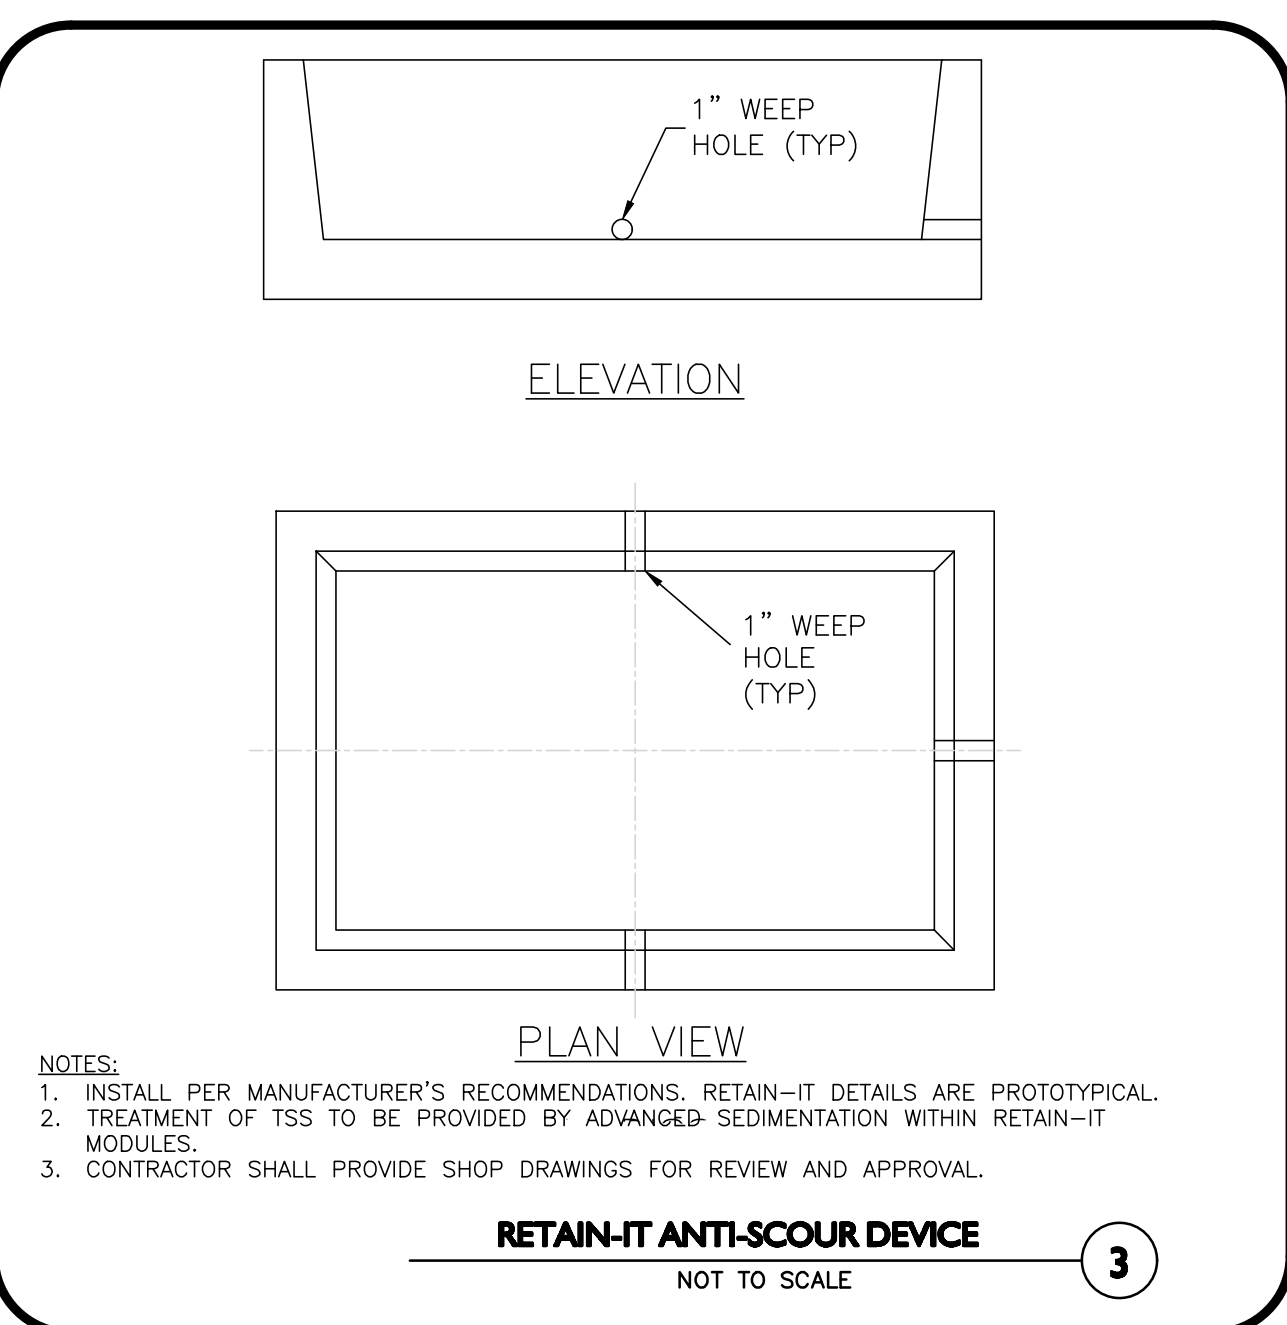 1” WEEP
HOLE (TYP)
ELEVATION
1” WEEP
HOLE
(TYP)
PLAN VIEW
NOTES:
1. INSTALL PER MANUFACTURER’S RECOMMENDATIONS. RETAIN-IT DETAILS ARE PROTOTYPICAL.
2. TREATMENT OF TSS TO BE PROVIDED BY ADVANCED SEDIMENTATION WITHIN RETAIN-IT
MODULES.
3. CONTRACTOR SHALL PROVIDE SHOP DRAWINGS FOR REVIEW AND APPROVAL.
RETAIN-IT ANTI-SCOUR DEVICE
3
NOT TO SCALE